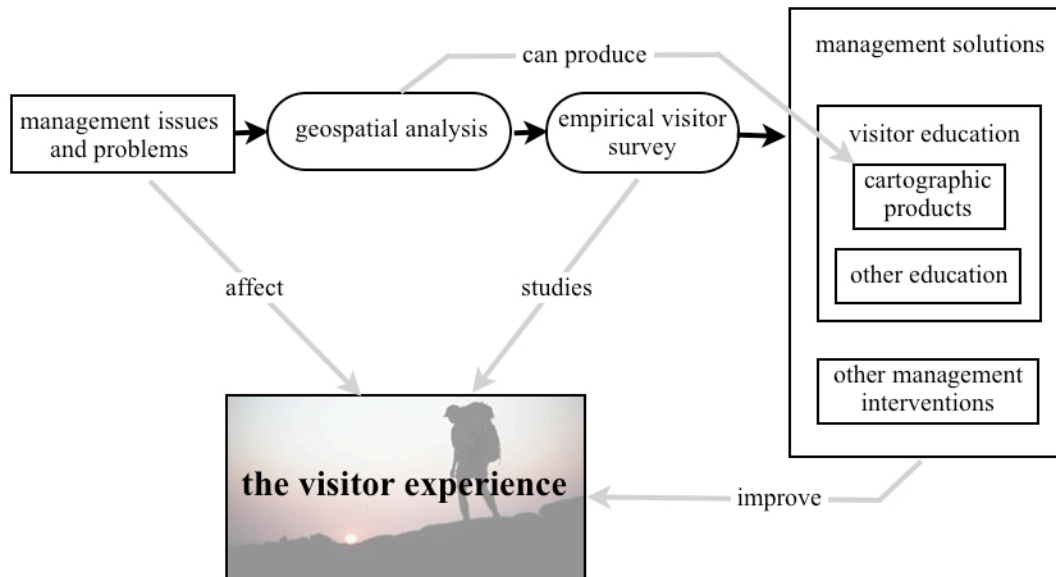 management solutions
can produce
management issues
and problems
geospatial analysis
empirical visitor
survey
visitor education
cartographic
products
other education
affect
studies
other management
interventions
the visitor experience
improve